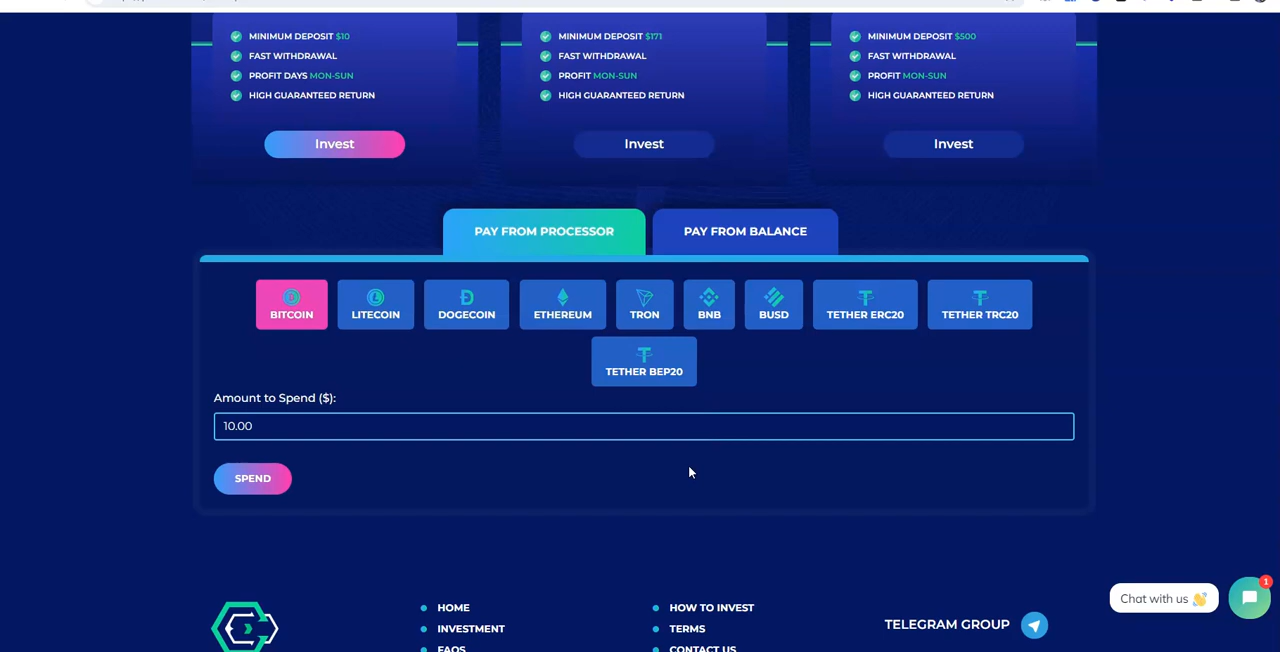 MINIMUM DEPOSIT $10
FAST WITHDRAWAL
PROFIT DAYS MON-SUN
HIGH GUARANTEED RETURN
Invest
MINIMUM DEPOSIT $171
FAST WITHDRAWAL
PROFIT MON-SUN
HIGH GUARANTEED RETURN
Invest
MINIMUM DEPOSIT $500
FAST WITHDRAWAL
PROFIT MON-SUN
HIGH GUARANTEED RETURN
Invest
PAY FROM PROCESSOR
PAY FROM BALANCE
BITCOIN
LITECOIN
DOGECOIN
ETHEREUM
TRON
BNB
BUSD
TETHER ERC20
TETHER TRC20
TETHER BEP20
Amount to Spend ($):
10.00
SPEND
Chat with us 👋
1
HOME
INVESTMENT
FAQS
HOW TO INVEST
TERMS
CONTACT US
TELEGRAM GROUP